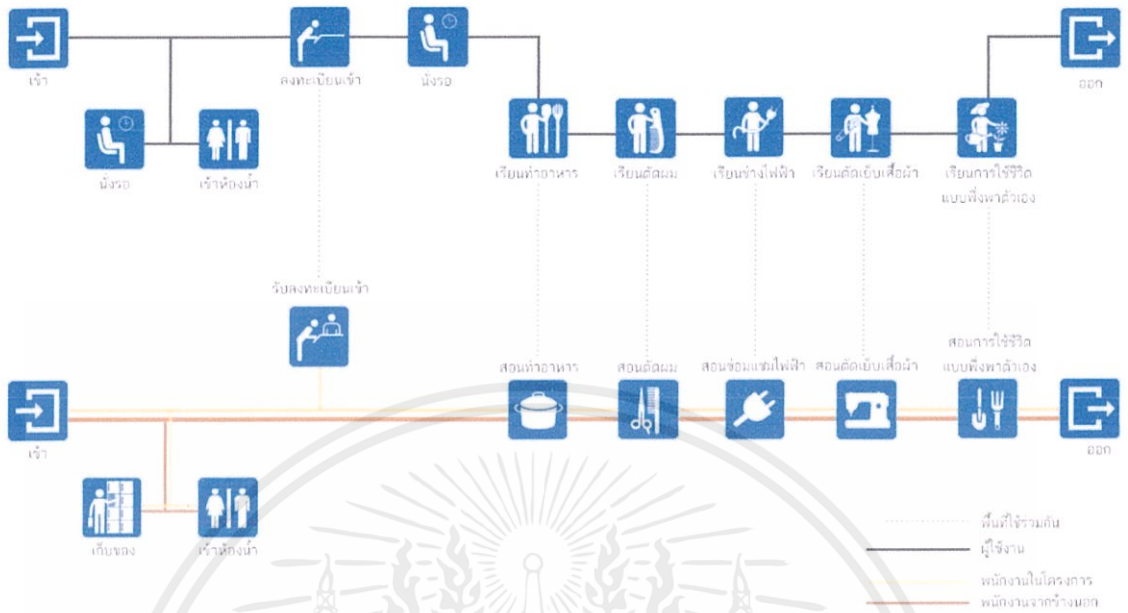 เข้า
ลงทะเบียนเข้า
นั่งรอ
ออก
นั่งรอ
เข้าห้องน้ำ
เรียนทำอาหาร
เรียนตัดผม
เรียนช่างไฟฟ้า
เรียนตัดเย็บเสื้อผ้า
เรียนการใช้ชีวิต
แบบพึ่งพาตัวเอง
รับลงทะเบียนเข้า
สอนทำอาหาร
สอนตัดผม
สอนซ่อมแซมไฟฟ้า
สอนตัดเย็บเสื้อผ้า
สอนการใช้ชีวิต
แบบพึ่งพาตัวเอง
เข้า
ออก
เก็บของ
เข้าห้องน้ำ
พื้นที่ใช้ร่วมกัน
ผู้ใช้งาน
พนักงานในโครงการ
พนักงานจากข้างนอก